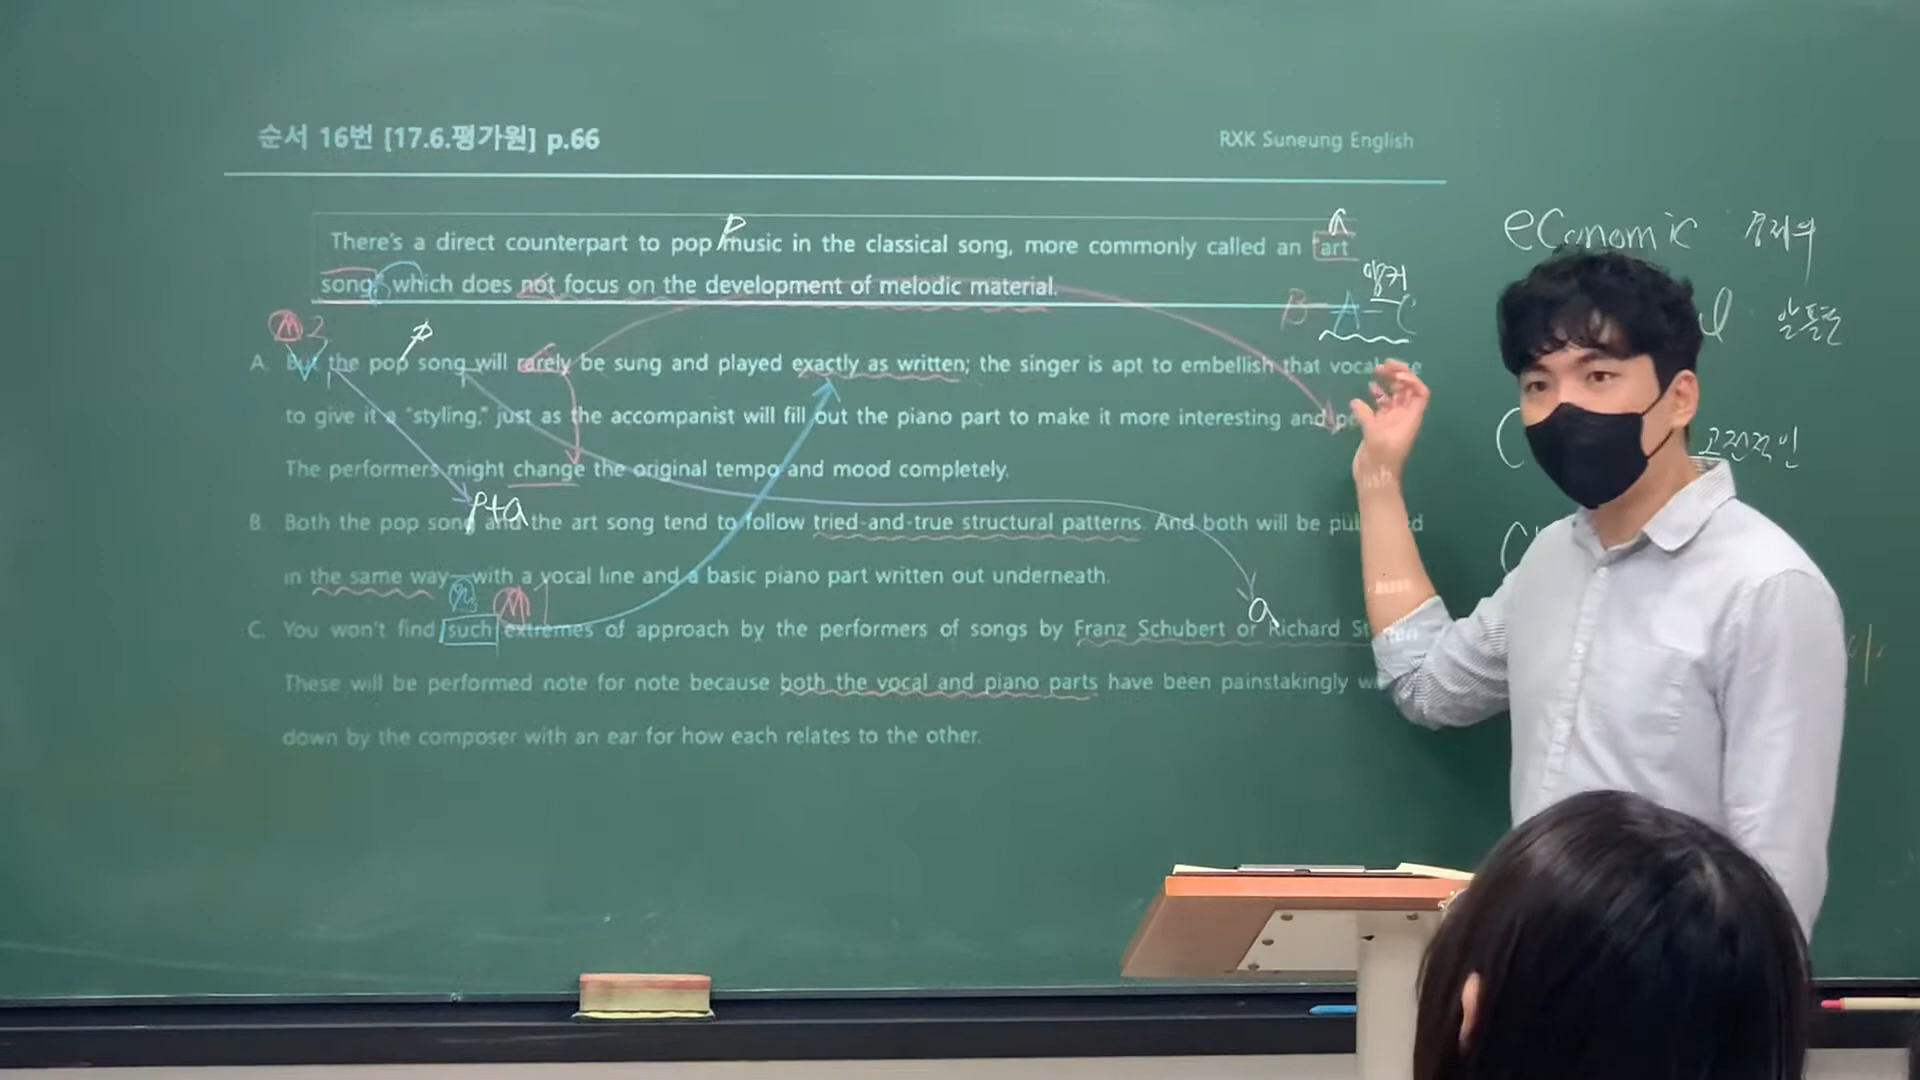 순서 16번 [17.6.평가원] p.66
RXK Suneung English
P
There's a direct counterpart to pop music in the classical song, more commonly called an "art
song," which does not focus on the development of melodic material.
B-A-C
M 2
P
A. But the pop song will rarely be sung and played exactly as written; the singer is apt to embellish that vocal
to give it a "styling," just as the accompanist will fill out the piano part to make it more interesting and
The performers might change the original tempo and mood completely.
P+a
B. Both the pop song and the art song tend to follow tried-and-true structural patterns. And both will be
in the same way—with a vocal line and a basic piano part written out underneath.
M 1
a
C. You won't find such extremes of approach by the performers of songs by Franz Schubert or Richard
These will be performed note for note because both the vocal and piano parts have been painstakingly
down by the composer with an ear for how each relates to the other.
economic 경제의
알뜰한
고전적인